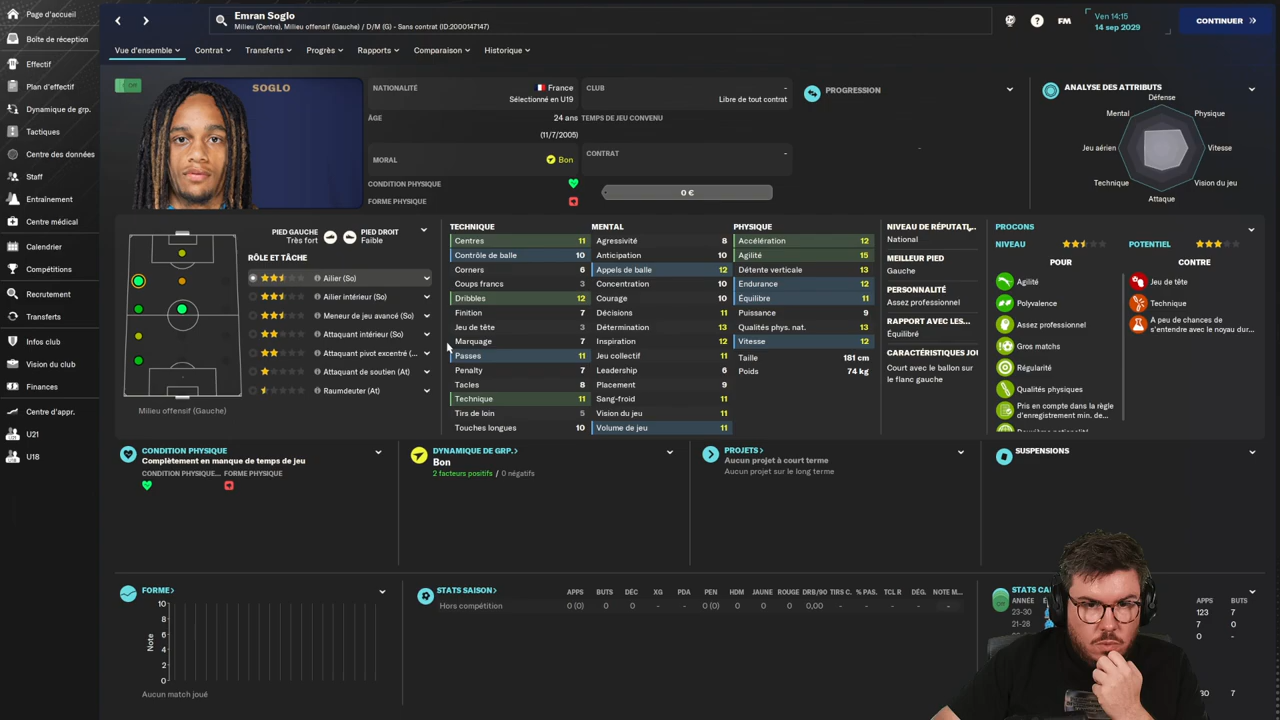 Page d'accueil
Boîte de réception
Effectif
Plan d'effectif
Dynamique de grp.
Tactiques
Centre des données
Staff
Entraînement
Centre médical
Calendrier
Compétitions
Recrutement
Transferts
Infos club
Vision du club
Finances
Centre d'appr.
U21
U18
Emran Soglo
Milieu (Centre), Milieu offensif (Gauche) / D/M (G) - Sans contrat (ID:2000147147)
FM
Ven 14:15
14 sep 2029
CONTINUER
Vue d'ensemble
Contrat
Transferts
Progrès
Rapports
Comparaison
Historique
SOGLO
NATIONALITÉ
France
Sélectionné en U19
ÂGE
24 ans
(11/7/2005)
MORAL
Bon
CONDITION PHYSIQUE
FORME PHYSIQUE
CLUB -
Libre de tout contrat
TEMPS DE JEU CONVENU
CONTRAT -
0 €
PROGRESSION
-
ANALYSE DES ATTRIBUTS
Défense
Physique
Vitesse
Vision du jeu
Attaque
Technique
Jeu aérien
Mental
PIED GAUCHE
Très fort
PIED DROIT
Faible
RÔLE ET TÂCHE
Ailier (So)
Ailier intérieur (So)
Meneur de jeu avancé (So)
Attaquant intérieur (So)
Attaquant pivot excentré (...
Attaquant de soutien (At)
Raumdeuter (At)
Milieu offensif (Gauche)
TECHNIQUE
Centres 11
Contrôle de balle 10
Corners 6
Coups francs 3
Dribbles 12
Finition 7
Jeu de tête 3
Marquage 7
Passes 11
Penalty 7
Tacles 8
Technique 11
Tirs de loin 5
Touches longues 10
MENTAL
Agressivité 8
Anticipation 10
Appels de balle 12
Concentration 10
Courage 10
Décisions 11
Détermination 13
Inspiration 12
Jeu collectif 11
Leadership 6
Placement 9
Sang-froid 11
Vision du jeu 11
Volume de jeu 11
PHYSIQUE
Accélération 12
Agilité 15
Détente verticale 13
Endurance 12
Équilibre 11
Puissance 9
Qualités phys. nat. 13
Vitesse 12
Taille 181 cm
Poids 74 kg
NIVEAU DE RÉPUTATI...
National
MEILLEUR PIED
Gauche
PERSONNALITÉ
Assez professionnel
RAPPORT AVEC LES...
Équilibré
CARACTÉRISTIQUES JOU
Court avec le ballon sur
le flanc gauche
PROCONS
NIVEAU
POTENTIEL
POUR
Agilité
Polyvalence
Assez professionnel
Gros matchs
Régularité
Qualités physiques
Pris en compte dans la règle
d'enregistrement min. de...
Deuxième nationalité
CONTRE
Jeu de tête
Technique
A peu de chances de
s'entendre avec le noyau dur...
CONDITION PHYSIQUE
Complètement en manque de temps de jeu
CONDITION PHYSIQUE... FORME PHYSIQUE
DYNAMIQUE DE GRP.
Bon
2 facteurs positifs / 0 négatifs
PROJETS
Aucun projet à court terme
Aucun projet sur le long terme
SUSPENSIONS
FORME
Note
10
8
6
4
2
0
Aucun match joué
STATS SAISON
APPS BUTS DÉC XG PDA PEN HDM JAUNE ROUGE DRB/90 TIRS C. % PAS. TCL R DÉG. NOTE M...
Hors compétition 0 (0) 0 0 - - 0 (0) 0 0 0 0,00 - - - - -
STATS CA
ANNÉE APPS BUTS
23-30 123 7
21-28 7 0
0 -
7